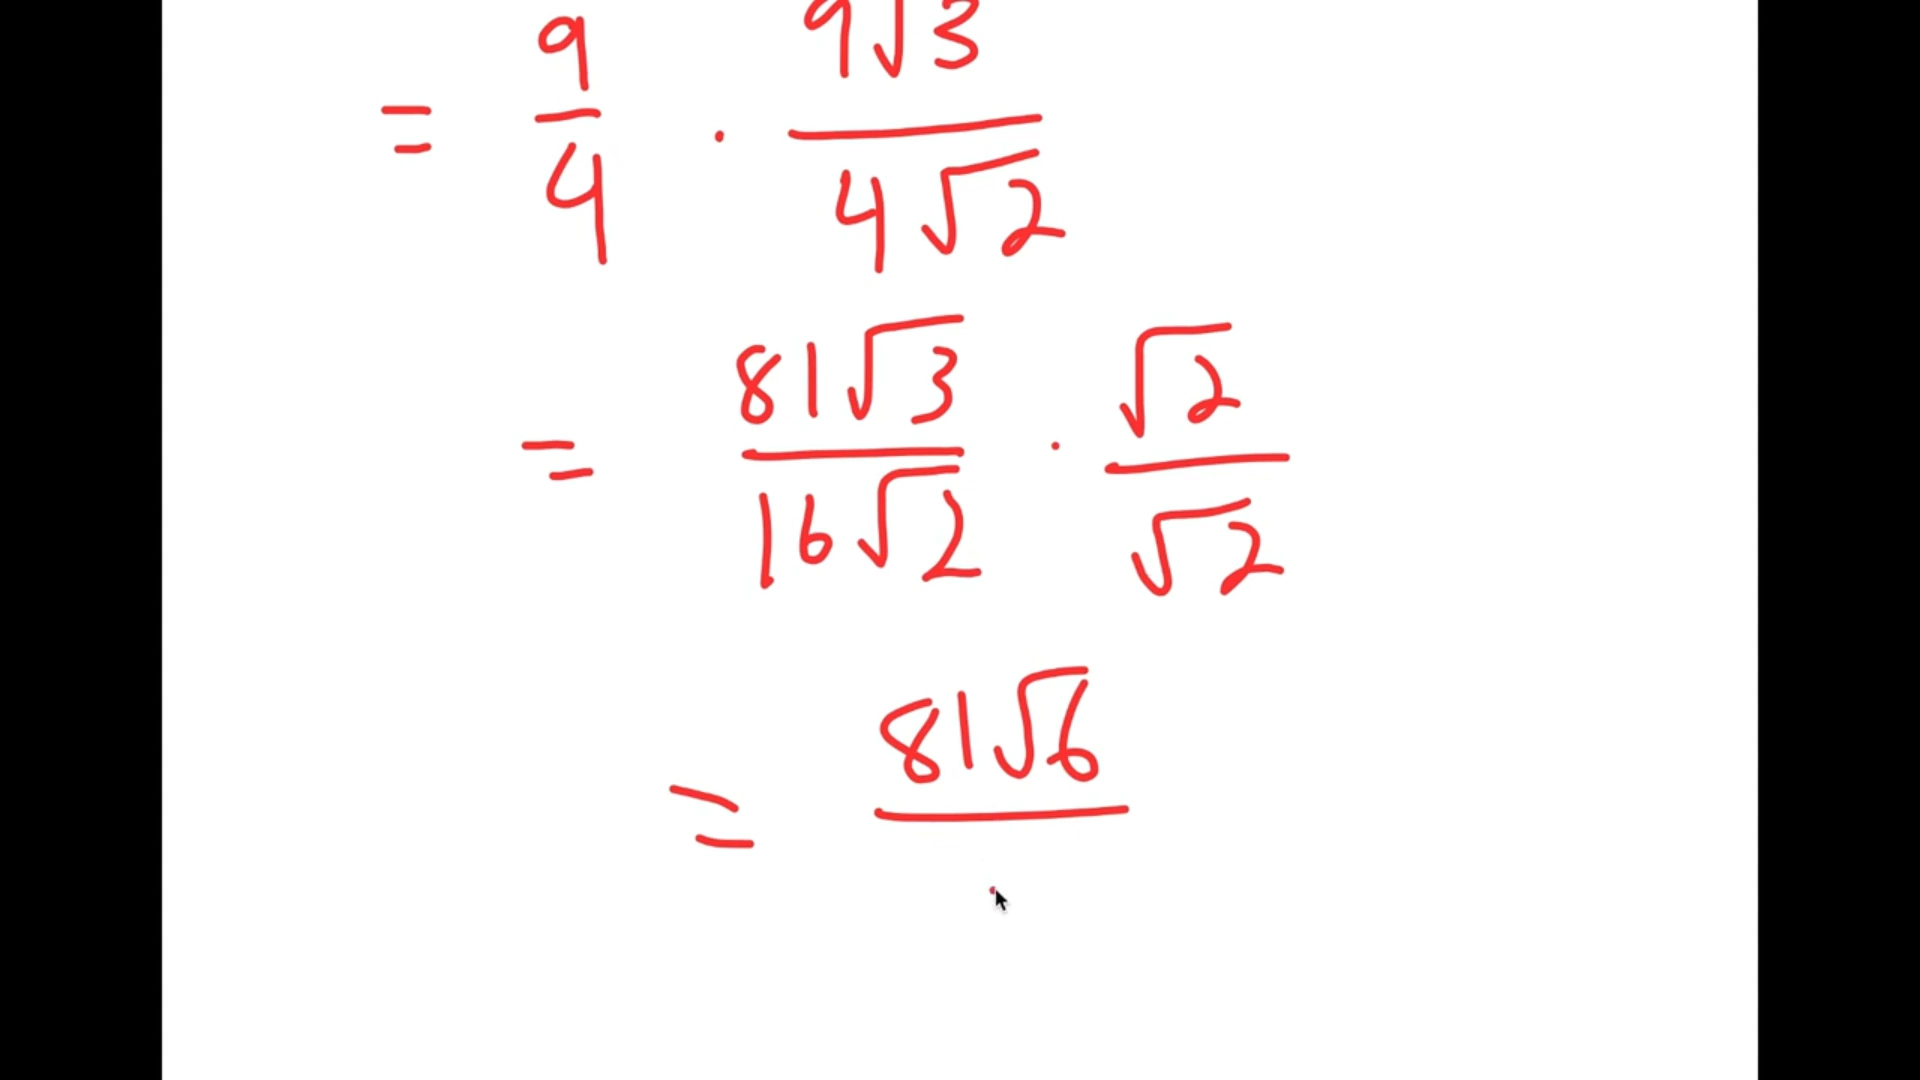 = 9/4 · 9√3/4√2
= 81√3/16√2 · √2/√2
= 81√6/